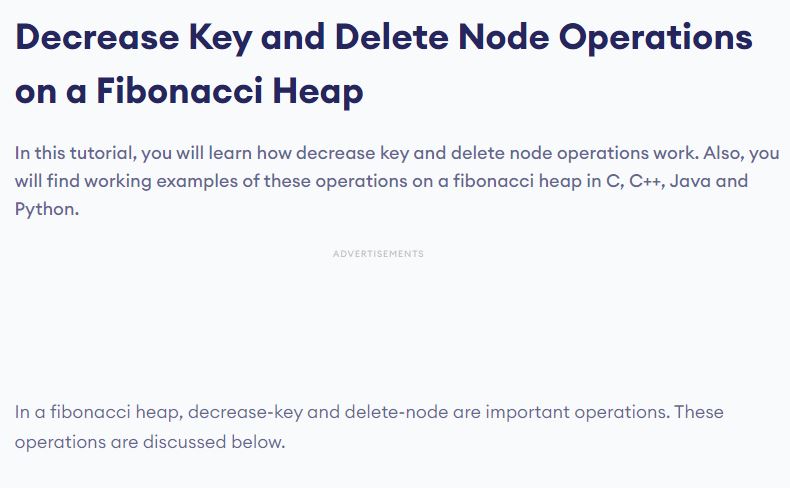 Decrease Key and Delete Node Operations
on a Fibonacci Heap
In this tutorial, you will learn how decrease key and delete node operations work. Also, you
will find working examples of these operations on a fibonacci heap in C, C++, Java and
Python.
ADVERTISEMENTS
In a fibonacci heap, decrease-key and delete-node are important operations. These
operations are discussed below.